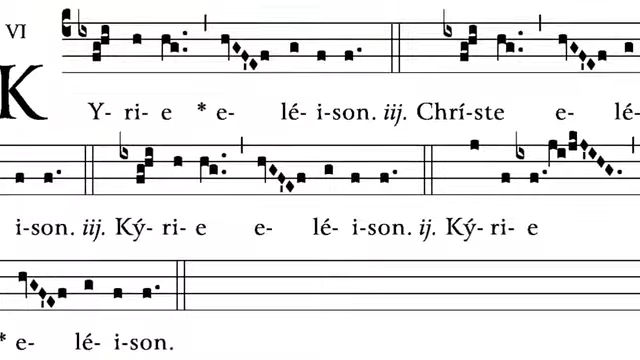 VI
KY- ri- e * e- lé- i-son. iij. Chrí-ste e- lé-
i-son. iij. Ký- ri- e e- lé- i-son. ij. Ký- ri- e
* e- lé- i-son.